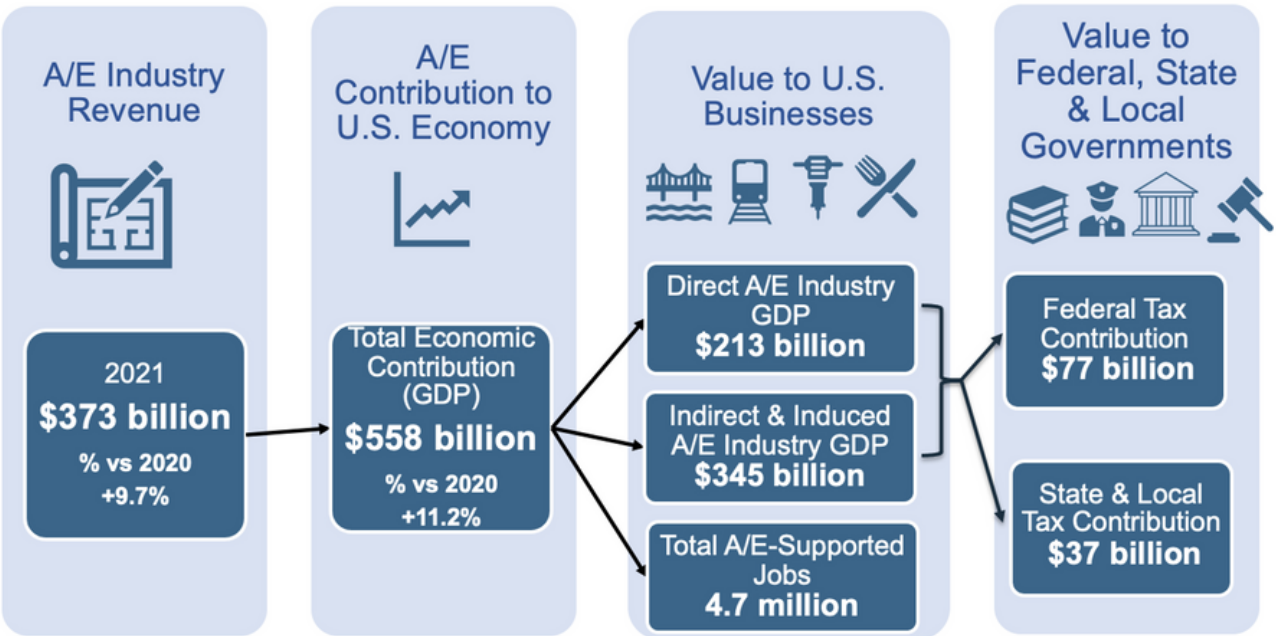 A/E Industry
Revenue
2021
$373 billion
% vs 2020
+9.7%
A/E
Contribution to
U.S. Economy
Total Economic
Contribution
(GDP)
$558 billion
% vs 2020
+11.2%
Value to U.S.
Businesses
Direct A/E Industry
GDP
$213 billion
Indirect & Induced
A/E Industry GDP
$345 billion
Total A/E-Supported
Jobs
4.7 million
Value to
Federal, State
& Local
Governments
Federal Tax
Contribution
$77 billion
State & Local
Tax Contribution
$37 billion